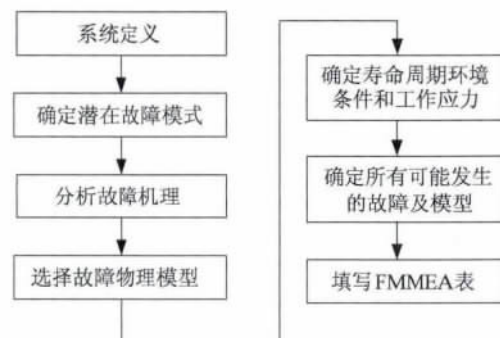 系统定义
确定潜在故障模式
分析故障机理
选择故障物理模型
确定寿命周期环境
条件和工作应力
确定所有可能发生
的故障及模型
填写FMMEA表